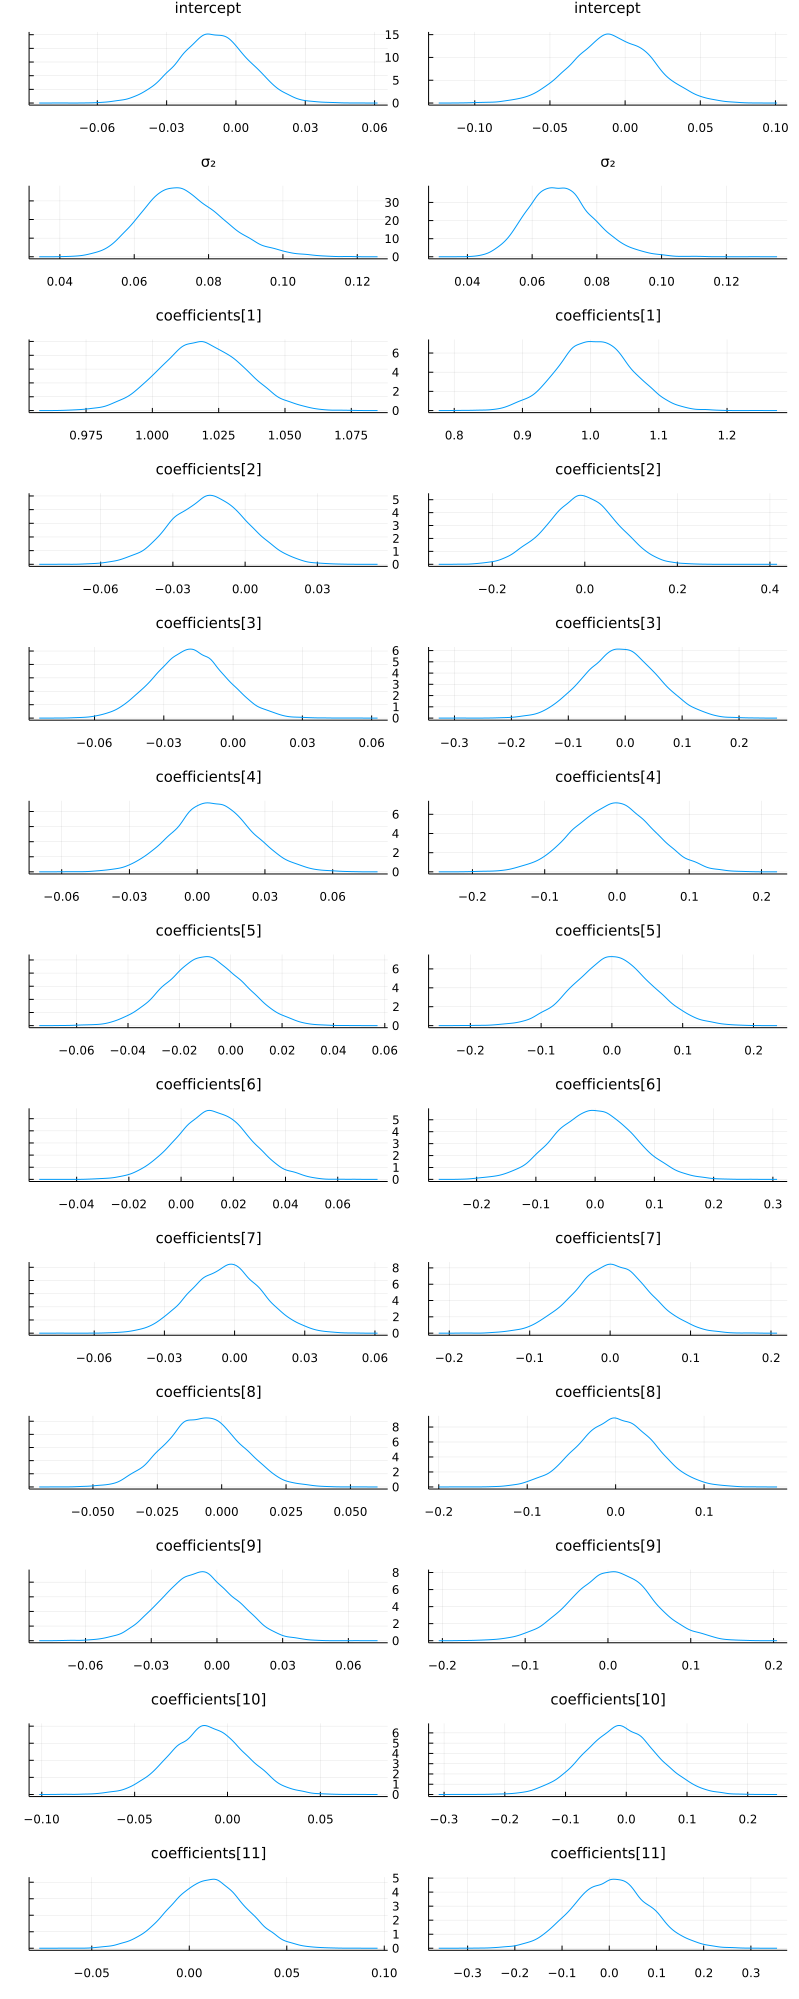 intercept intercept
15
10
5
0
−0.06 −0.03 0.00 0.03 0.06 −0.10 −0.05 0.00 0.05 0.10
σ₂ σ₂
30
20
10
0
0.04 0.06 0.08 0.10 0.12 0.04 0.06 0.08 0.10 0.12
coefficients[1] coefficients[1]
6
4
2
0
0.975 1.000 1.025 1.050 1.075 0.8 0.9 1.0 1.1 1.2
coefficients[2] coefficients[2]
5
4
3
2
1
0
−0.06 −0.03 0.00 0.03 −0.2 0.0 0.2 0.4
coefficients[3] coefficients[3]
6
5
4
3
2
1
0
−0.06 −0.03 0.00 0.03 0.06 −0.3 −0.2 −0.1 0.0 0.1 0.2
coefficients[4] coefficients[4]
6
4
2
0
−0.06 −0.03 0.00 0.03 0.06 −0.2 −0.1 0.0 0.1 0.2
coefficients[5] coefficients[5]
6
4
2
0
−0.06 −0.04 −0.02 0.00 0.02 0.04 0.06 −0.2 −0.1 0.0 0.1 0.2
coefficients[6] coefficients[6]
5
4
3
2
1
0
−0.04 −0.02 0.00 0.02 0.04 0.06 −0.2 −0.1 0.0 0.1 0.2 0.3
coefficients[7] coefficients[7]
8
6
4
2
0
−0.06 −0.03 0.00 0.03 0.06 −0.2 −0.1 0.0 0.1 0.2
coefficients[8] coefficients[8]
8
6
4
2
0
−0.050 −0.025 0.000 0.025 0.050 −0.2 −0.1 0.0 0.1
coefficients[9] coefficients[9]
8
6
4
2
0
−0.06 −0.03 0.00 0.03 0.06 −0.2 −0.1 0.0 0.1 0.2
coefficients[10] coefficients[10]
6
5
4
3
2
1
0
−0.10 −0.05 0.00 0.05 −0.3 −0.2 −0.1 0.0 0.1 0.2
coefficients[11] coefficients[11]
5
4
3
2
1
0
−0.05 0.00 0.05 0.10 −0.3 −0.2 −0.1 0.0 0.1 0.2 0.3